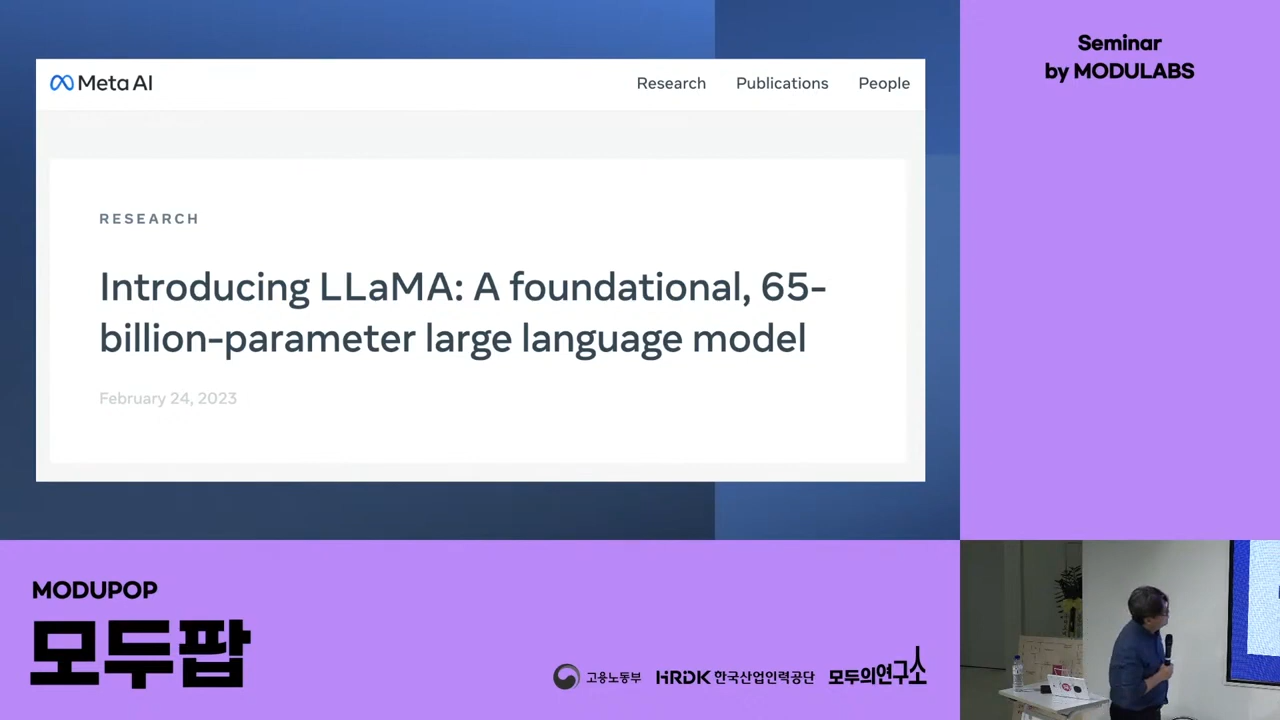 Meta AI
Research Publications People
RESEARCH
Introducing LLaMA: A foundational, 65-
billion-parameter large language model
February 24, 2023
Seminar
by MODULABS
MODUPOP
모두팝
고용노동부 HRDK 한국산업인력공단 모두의연구소